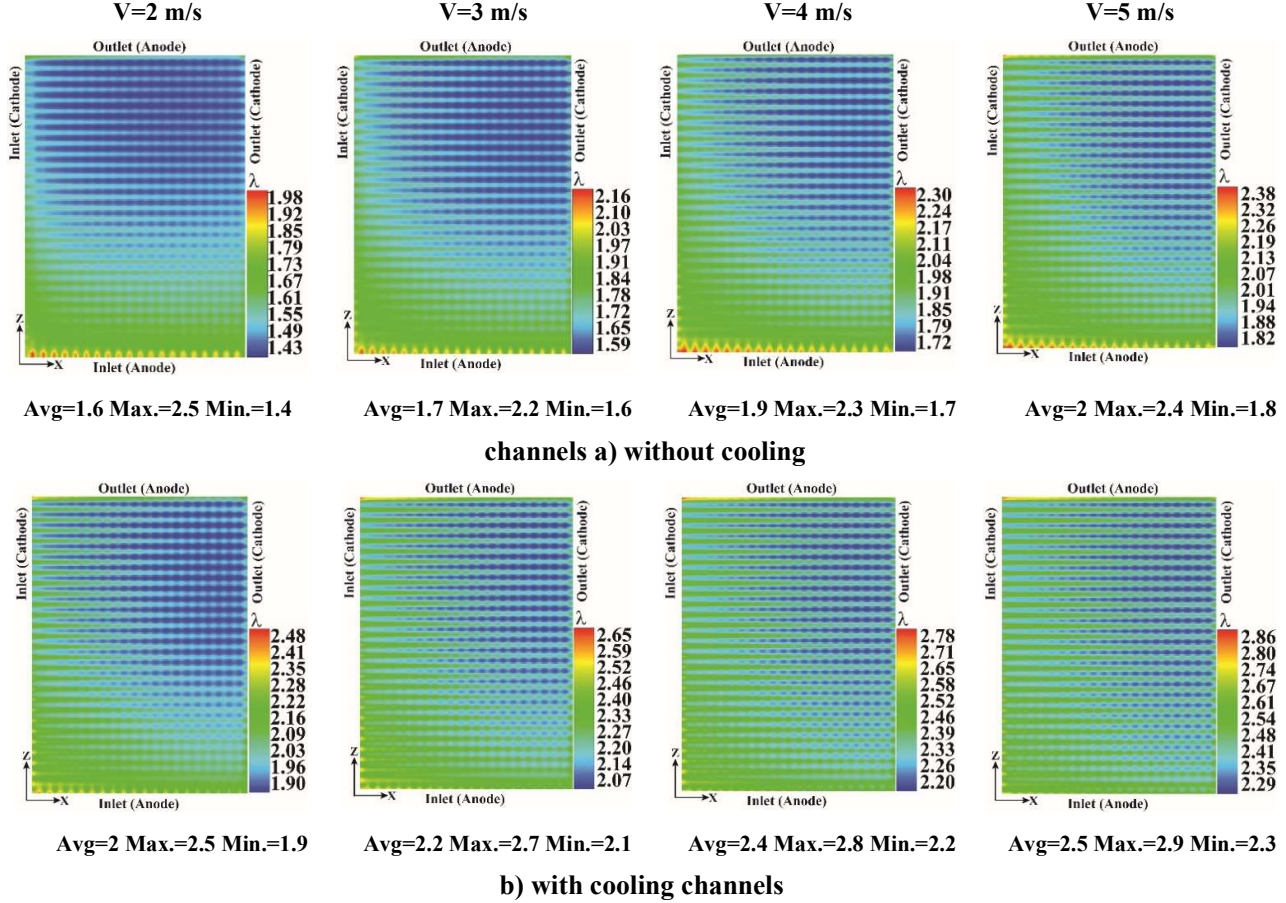 V=2 m/s V=3 m/s V=4 m/s V=5 m/s
Outlet (Anode) Outlet (Anode) Outlet (Anode) Outlet (Anode)
Inlet (Cathode) Outlet (Cathode) Inlet (Cathode) Outlet (Cathode) Inlet (Cathode) Outlet (Cathode) Inlet (Cathode) Outlet (Cathode)
λ λ λ λ
1.98 2.16 2.30 2.38
1.92 2.10 2.24 2.32
1.85 2.03 2.17 2.26
1.79 1.97 2.11 2.19
1.73 1.91 2.04 2.13
1.67 1.84 1.98 2.07
1.61 1.78 1.91 2.01
1.55 1.72 1.85 1.94
1.49 1.65 1.79 1.88
1.43 1.59 1.72 1.82
Z X Z X Z X Z X
Inlet (Anode) Inlet (Anode) Inlet (Anode) Inlet (Anode)
Avg=1.6 Max.=2.5 Min.=1.4 Avg=1.7 Max.=2.2 Min.=1.6 Avg=1.9 Max.=2.3 Min.=1.7 Avg=2 Max.=2.4 Min.=1.8
channels a) without cooling
Outlet (Anode) Outlet (Anode) Outlet (Anode) Outlet (Anode)
Inlet (Cathode) Outlet (Cathode) Inlet (Cathode) Outlet (Cathode) Inlet (Cathode) Outlet (Cathode) Inlet (Cathode) Outlet (Cathode)
λ λ λ λ
2.48 2.65 2.78 2.86
2.41 2.59 2.71 2.80
2.35 2.52 2.65 2.74
2.28 2.46 2.58 2.67
2.22 2.40 2.52 2.61
2.16 2.33 2.46 2.54
2.09 2.27 2.39 2.48
2.03 2.20 2.33 2.41
1.96 2.14 2.26 2.35
1.90 2.07 2.20 2.29
Z X Z X Z X Z X
Inlet (Anode) Inlet (Anode) Inlet (Anode) Inlet (Anode)
Avg=2 Max.=2.5 Min.=1.9 Avg=2.2 Max.=2.7 Min.=2.1 Avg=2.4 Max.=2.8 Min.=2.2 Avg=2.5 Max.=2.9 Min.=2.3
b) with cooling channels